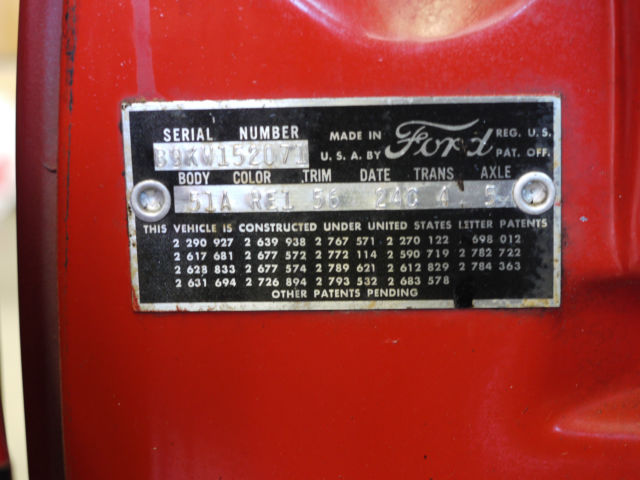 SERIAL NUMBER
B9KV152071
MADE IN
U.S.A. BY
Ford
REG. U.S.
PAT. OFF.
BODY COLOR TRIM DATE TRANS AXLE
51A RE1 56 24C 4 5
THIS VEHICLE IS CONSTRUCTED UNDER UNITED STATES LETTER PATENTS
2 290 927 2 639 938 2 767 571 2 270 122 698 012
2 617 681 2 677 572 2 772 114 2 590 719 2 782 722
2 628 833 2 677 574 2 789 621 2 612 829 2 784 363
2 631 694 2 726 894 2 793 532 2 683 578
OTHER PATENTS PENDING